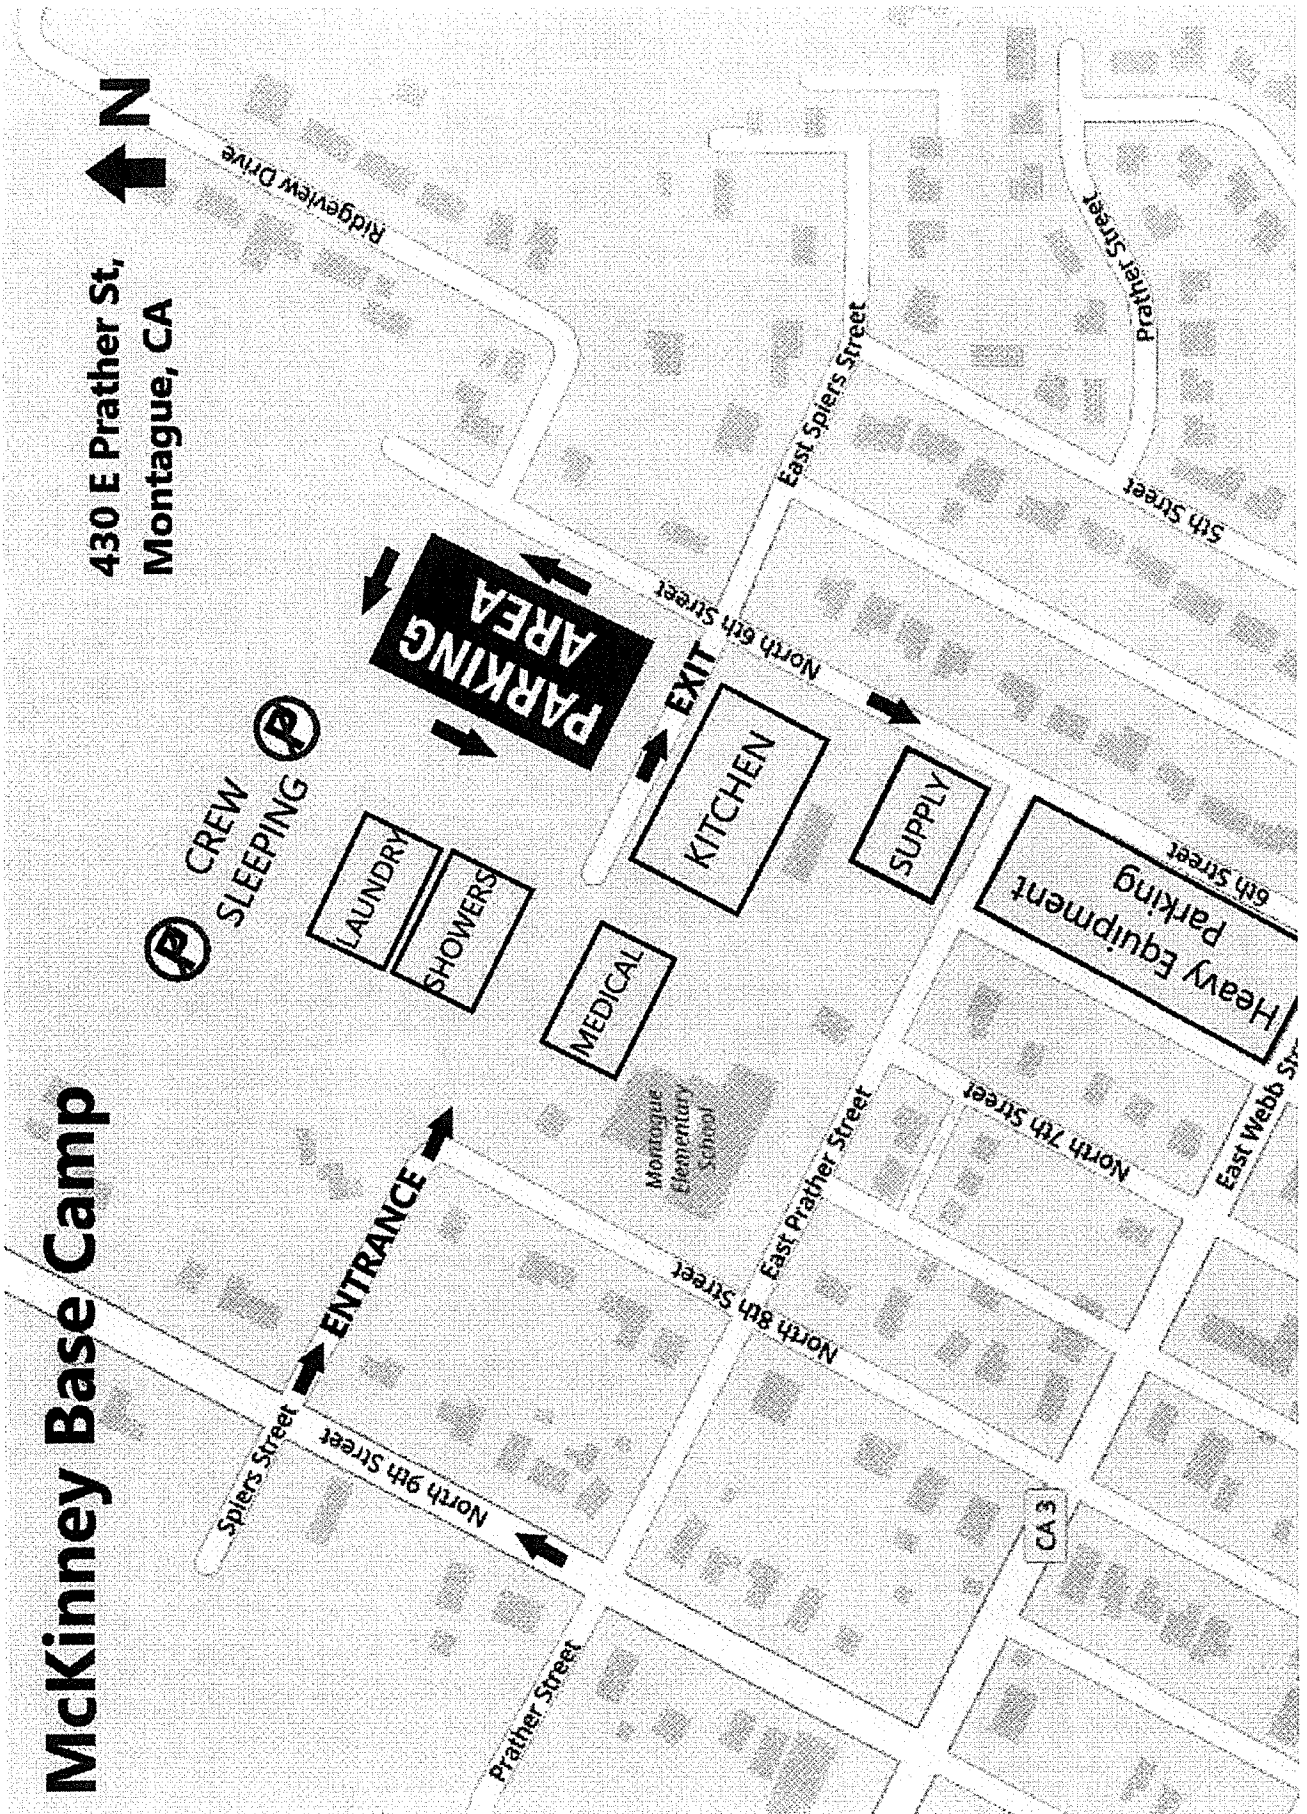 McKinney Base Camp
430 E Prather St,
Montague, CA
N
Ridgeview Drive
CREW
SLEEPING
P
P
PARKING
AREA
LAUNDRY
SHOWERS
MEDICAL
ENTRANCE
EXIT
KITCHEN
SUPPLY
Heavy Equipment
Parking
Spiers Street
North 9th Street
Prather Street
North 8th Street
East Prather Street
Montague
Elementary
School
North 7th Street
East Webb Str
6th Street
North 6th Street
East Spiers Street
5th Street
Prather Street
CA 3